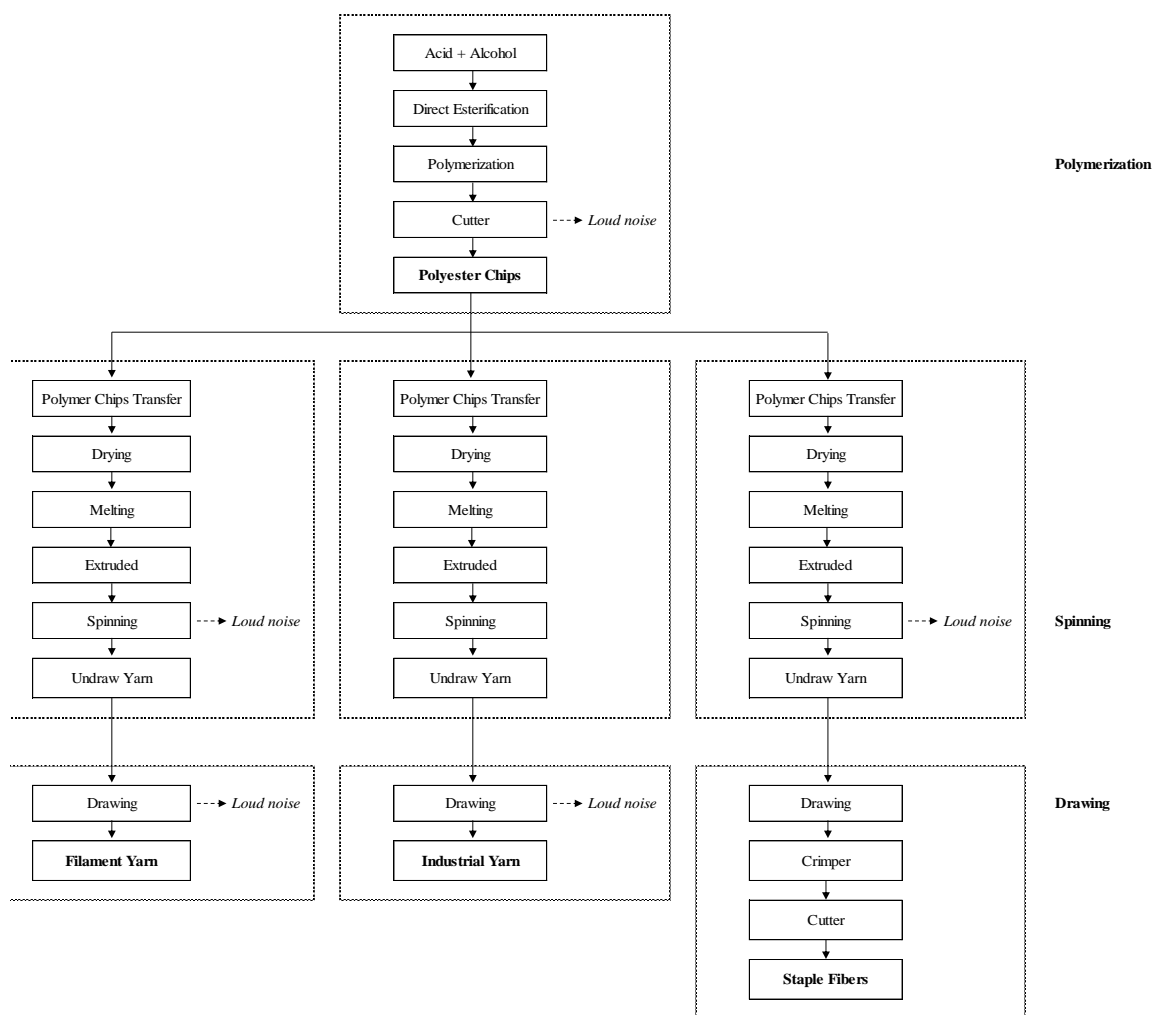 Acid + Alcohol
Direct Esterification
Polymerization
Polymerization
Cutter
Loud noise
Polyester Chips
Polymer Chips Transfer
Polymer Chips Transfer
Polymer Chips Transfer
Drying
Drying
Drying
Melting
Melting
Melting
Extruded
Extruded
Extruded
Spinning
Loud noise
Spinning
Spinning
Loud noise
Spinning
Undraw Yarn
Undraw Yarn
Undraw Yarn
Drawing
Loud noise
Drawing
Loud noise
Drawing
Drawing
Filament Yarn
Industrial Yarn
Crimper
Cutter
Staple Fibers